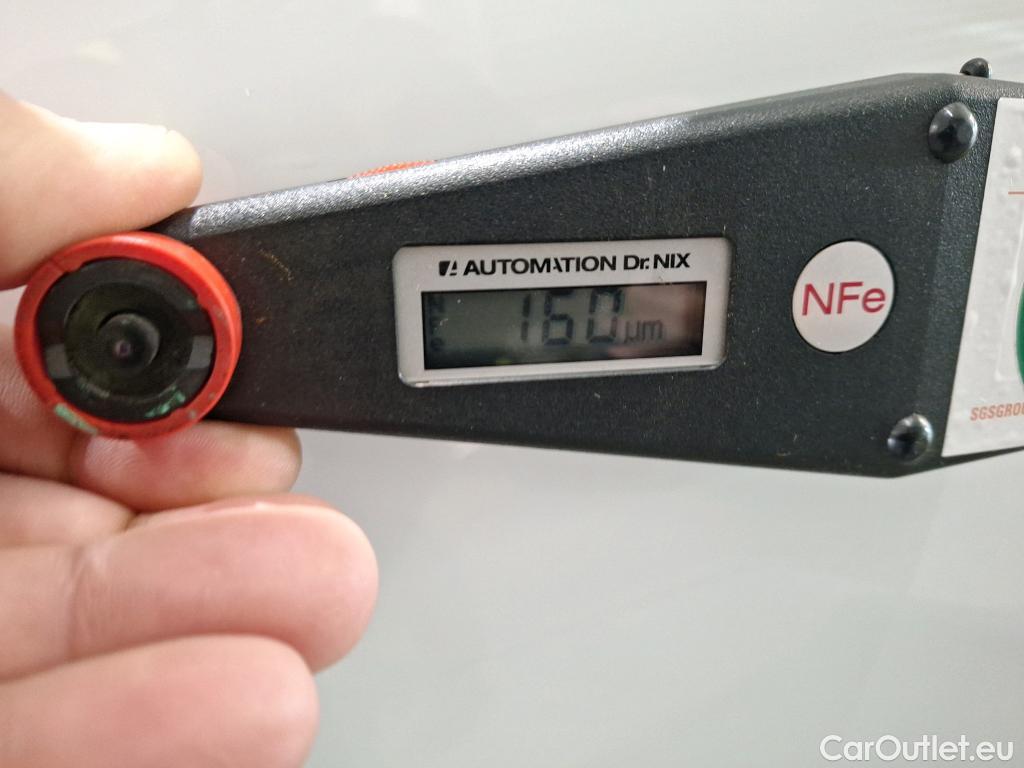 AUTOMATION Dr. NIX
160 µm
NFe
CarOutlet.eu